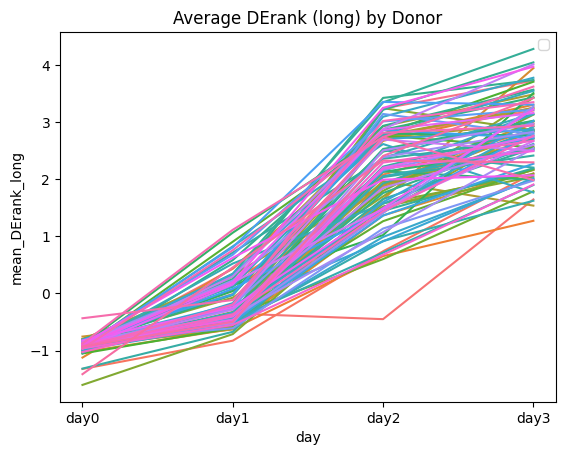 Average DErank (long) by Donor
mean_DErank_long
4
3
2
1
0
−1
day0
day1
day2
day3
day